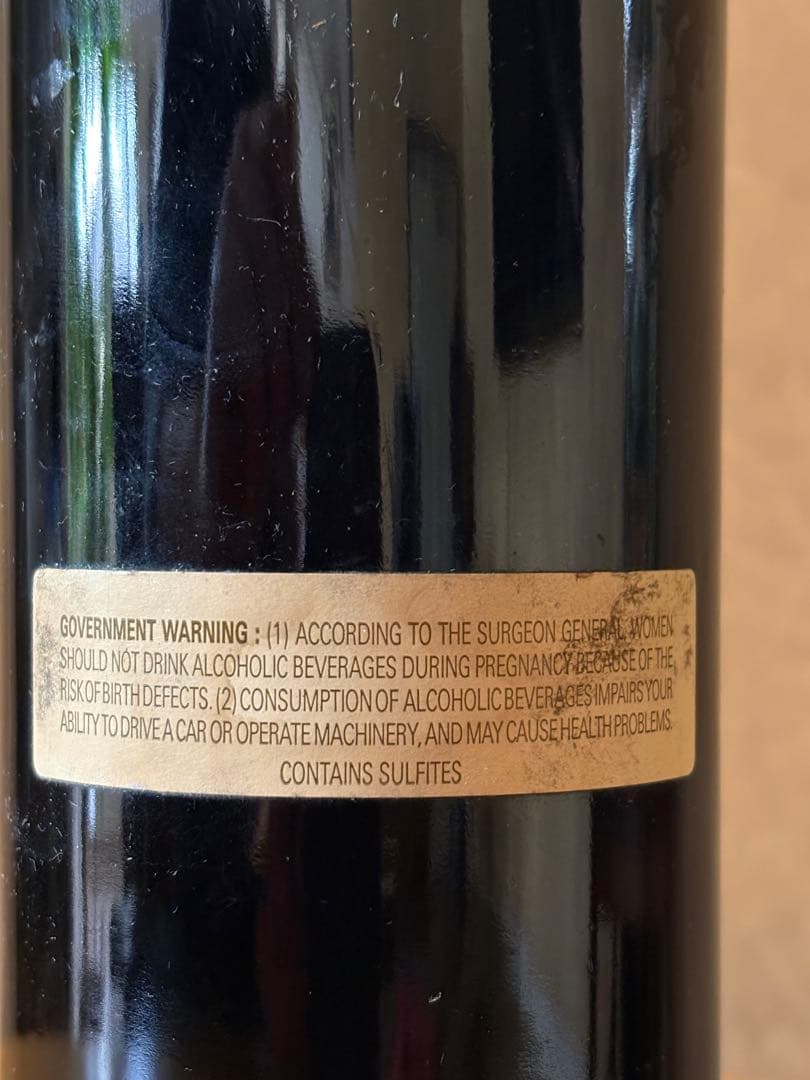 GOVERNMENT WARNING : (1) ACCORDING TO THE SURGEON GENERAL, WOMEN
SHOULD NOT DRINK ALCOHOLIC BEVERAGES DURING PREGNANCY BECAUSE OF THE
RISK OF BIRTH DEFECTS. (2) CONSUMPTION OF ALCOHOLIC BEVERAGES IMPAIRS YOUR
ABILITY TO DRIVE A CAR OR OPERATE MACHINERY, AND MAY CAUSE HEALTH PROBLEMS.
CONTAINS SULFITES